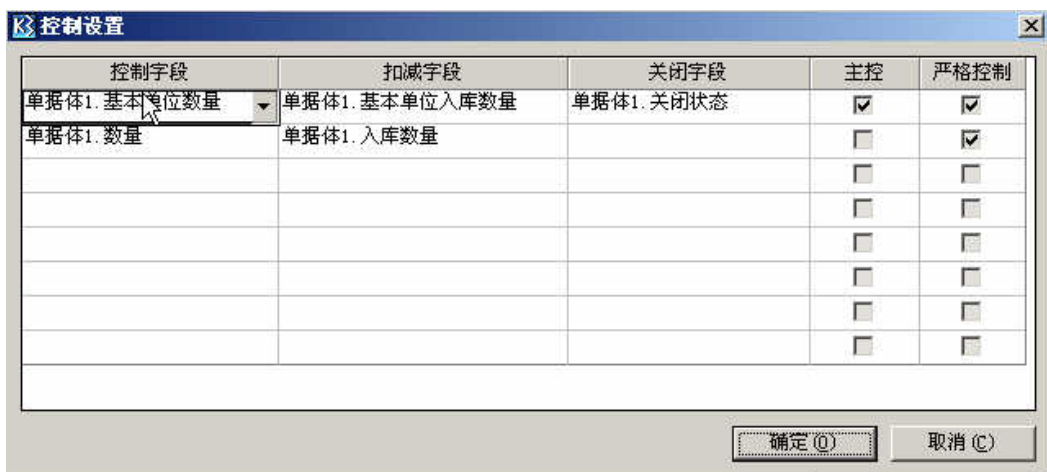 K3 控制设置
控制字段 扣减字段 关闭字段 主控 严格控制
单据体1.基本单位数量 单据体1.基本单位入库数量 单据体1.关闭状态
单据体1.数量 单据体1.入库数量
确定(O) 取消(C)